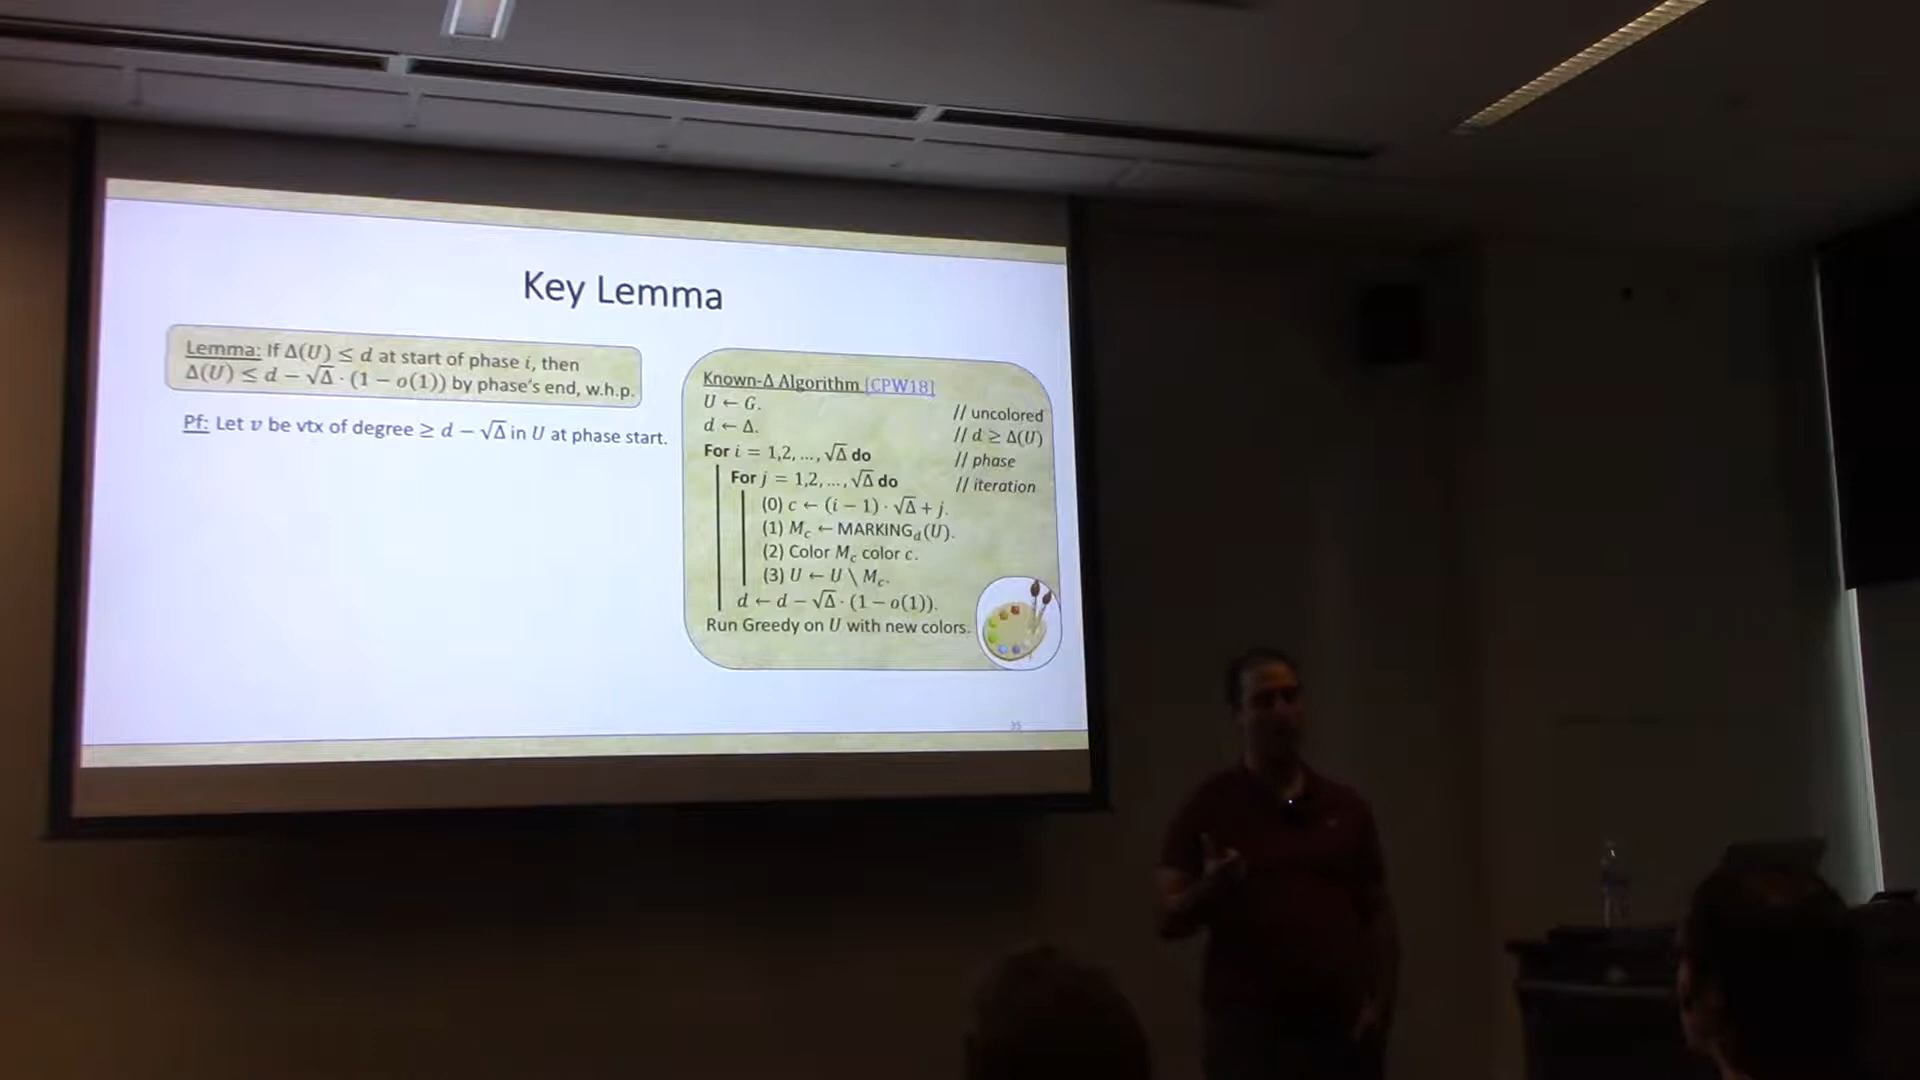 Key Lemma
Lemma: If Δ(U) ≤ d at start of phase i, then
Δ(U) ≤ d − √Δ · (1 − o(1)) by phase's end, w.h.p.
Pf: Let v be vtx of degree ≥ d − √Δ in U at phase start.
Known-Δ Algorithm [CPW18]
U ← G. // uncolored
d ← Δ. // d ≥ Δ(U)
For i = 1,2, …, √Δ do // phase
For j = 1,2, …, √Δ do // iteration
(0) c ← (i − 1) · √Δ + j.
(1) M_c ← MARKING_d(U).
(2) Color M_c color c.
(3) U ← U \ M_c.
d ← d − √Δ · (1 − o(1)).
Run Greedy on U with new colors.
35